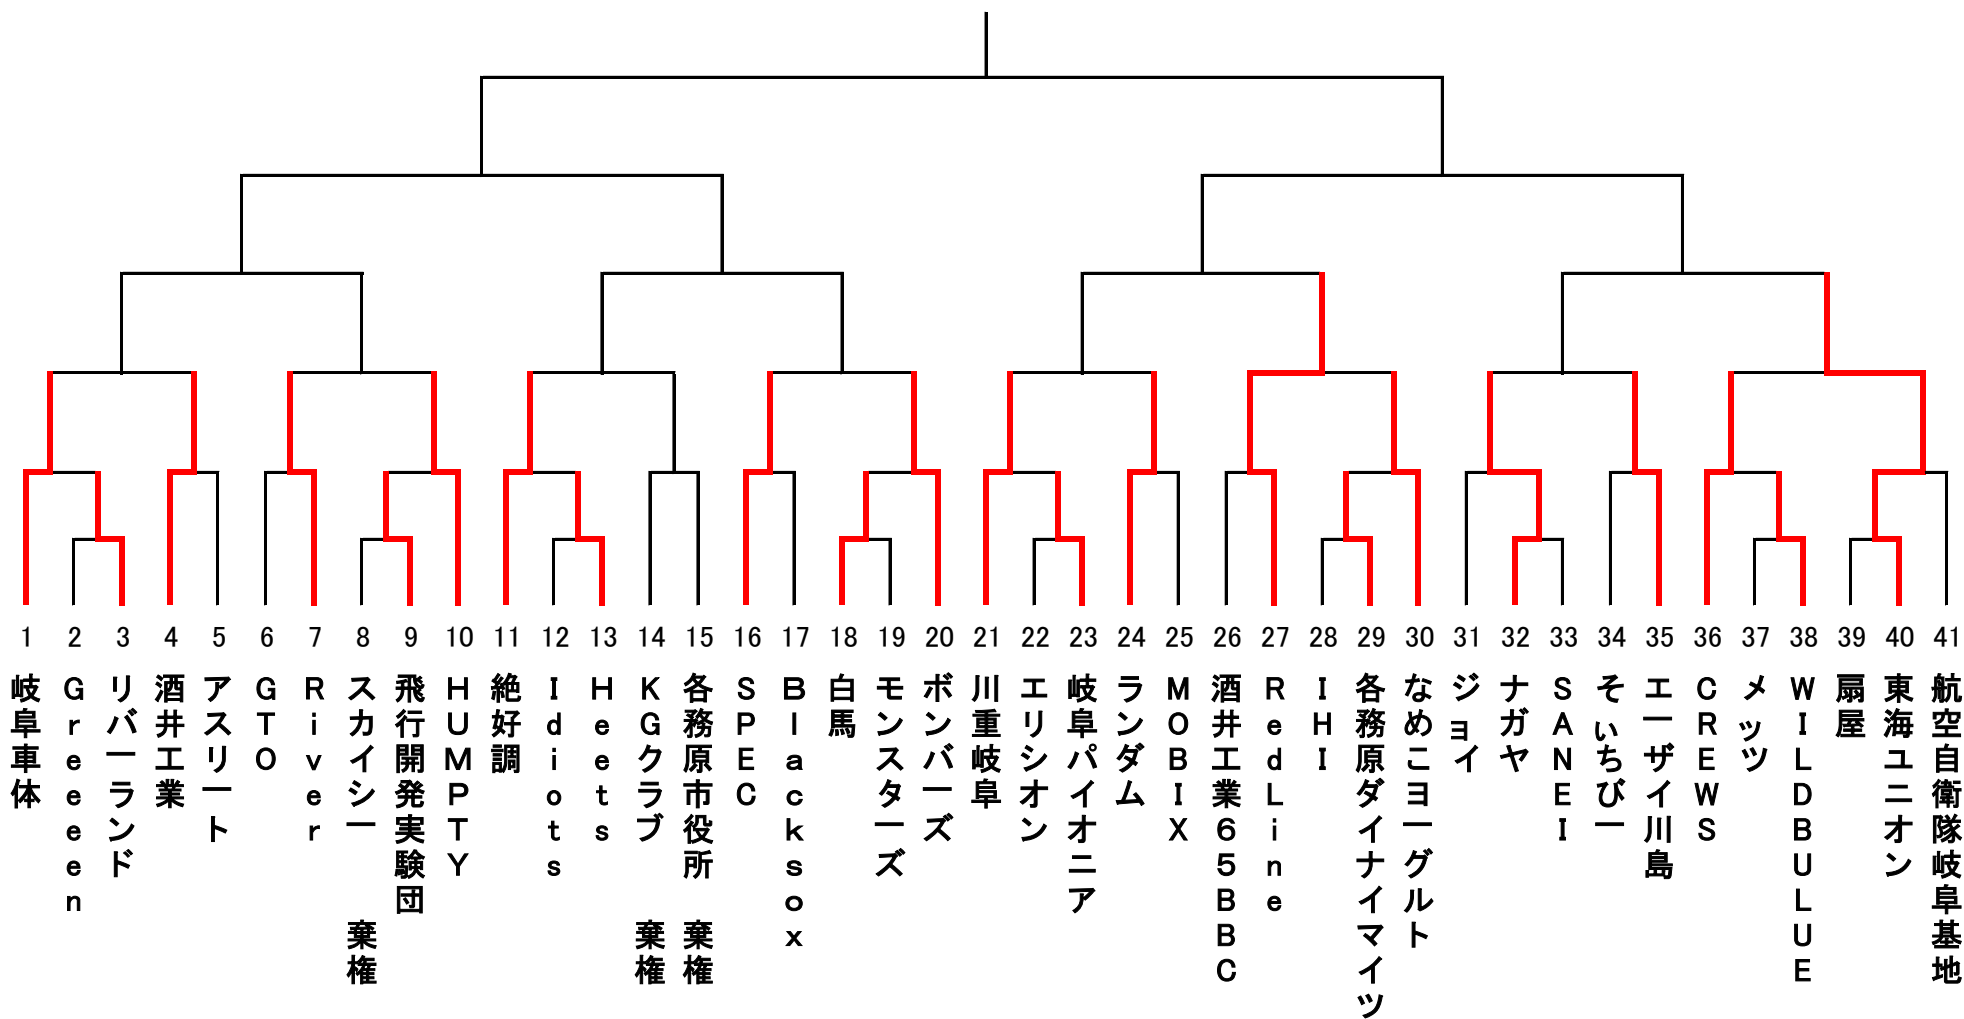 1
2
3
4
5
6
7
8
9
10
11
12
13
14
15
16
17
18
19
20
21
22
23
24
25
26
27
28
29
30
31
32
33
34
35
36
37
38
39
40
41
岐阜車体
Ｇｒｅｅｅｅｎ
リバーランド
酒井工業
アスリート
ＧＴＯ
Ｒｉｖｅｒ
スカイシー　棄権
飛行開発実験団
ＨＵＭＰＴＹ
絶好調
Ｉｄｉｏｔｓ
Ｈｅｅｔｓ
ＫＧクラブ　棄権
各務原市役所　棄権
ＳＰＥＣ
Ｂｌａｃｋｓｏｘ
白馬
モンスターズ
ボンバーズ
川重岐阜
エリシオン
岐阜パイオニア
ランダム
ＭＯＢＩＸ
酒井工業６５ＢＢＣ
ＲｅｄＬｉｎｅ
ＩＨＩ
各務原ダイナイマイツ
なめこヨーグルト
ジョイ
ナガヤ
ＳＡＮＥＩ
そぃちびー
エーザイ川島
ＣＲＥＷＳ
メッツ
ＷＩＬＤＢＵＬＵＥ
扇屋
東海ユニオン
航空自衛隊岐阜基地